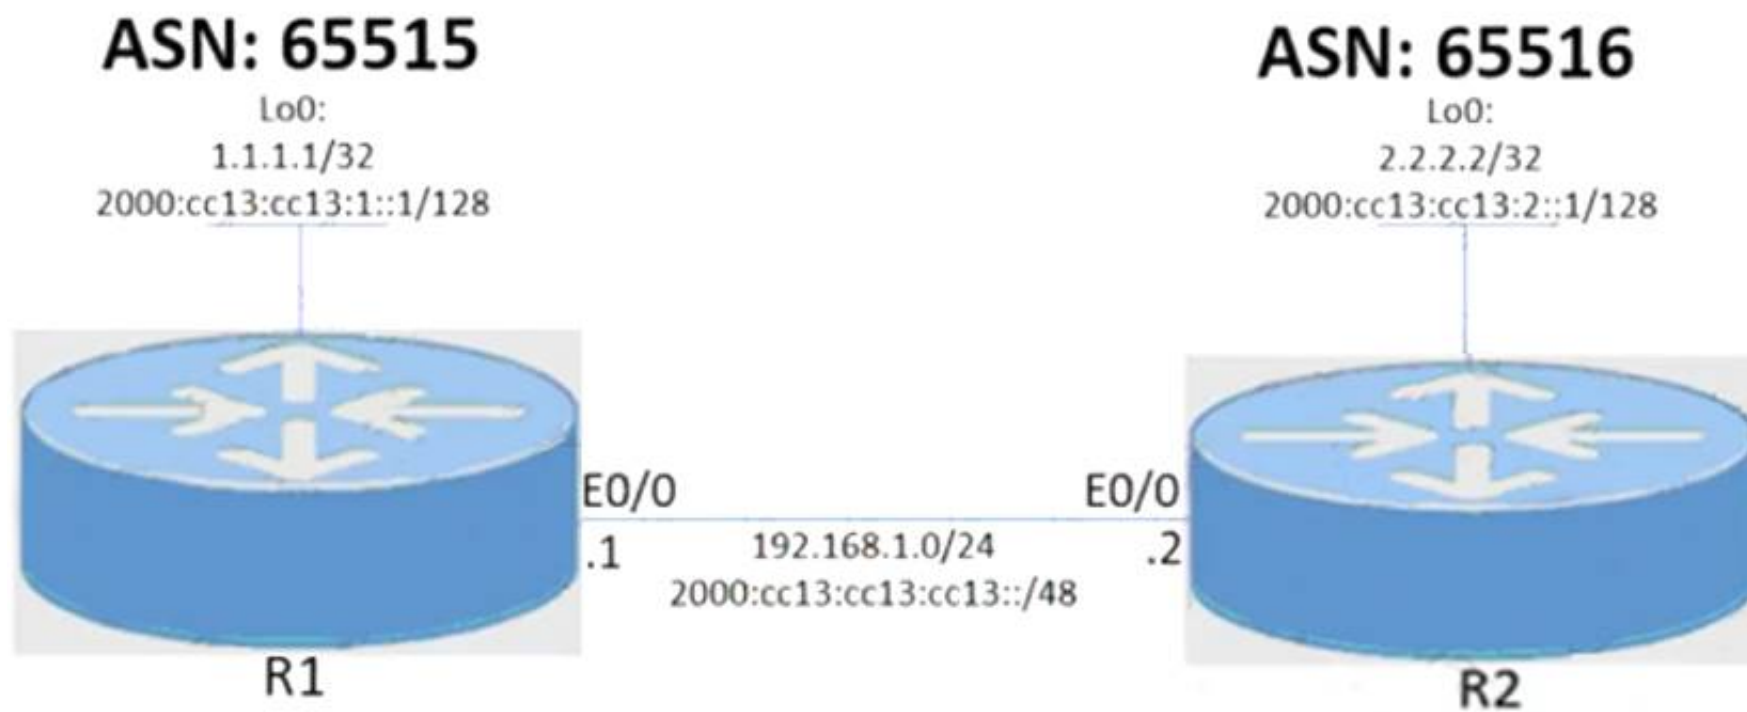 ASN: 65515
Lo0:
1.1.1.1/32
2000:cc13:cc13:1::1/128
ASN: 65516
Lo0:
2.2.2.2/32
2000:cc13:cc13:2::1/128
E0/0
E0/0
.1
192.168.1.0/24
.2
2000:cc13:cc13:cc13::/48
R1
R2